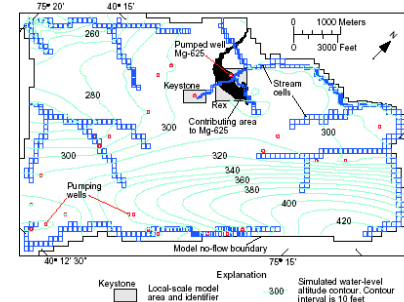 75° 20' 40° 15'
0 1000 Meters
0 3000 Feet
260
Pumped well
Mg-625
Keystone
Stream
cells
280
300
Rex
Contributing area
to Mg-625
300
300
320
340
360
380
Pumping
wells
400
420
Model no-flow boundary
40° 12' 30" 75° 15'
Explanation
Keystone Local-scale model
area and identifier
300 Simulated water-level
altitude contour. Contour
interval is 10 feet